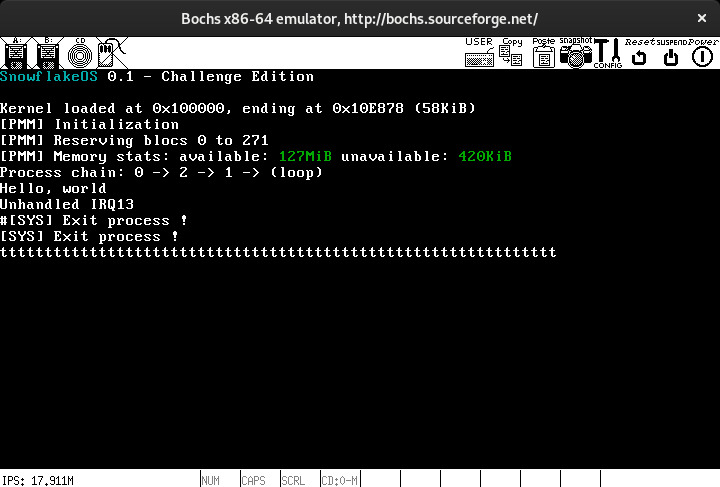 Bochs x86-64 emulator, http://bochs.sourceforge.net/
A: B: CD USER Copy Paste snapshot CONFIG Reset SUSPEND Power
SnowflakeOS 0.1 - Challenge Edition
Kernel loaded at 0x100000, ending at 0x10E878 (58KiB)
[PMM] Initialization
[PMM] Reserving blocs 0 to 271
[PMM] Memory stats: available: 127MiB unavailable: 420KiB
Process chain: 0 -> 2 -> 1 -> (loop)
Hello, world
Unhandled IRQ13
#[SYS] Exit process !
[SYS] Exit process !
tttttttttttttttttttttttttttttttttttttttttttttttttttttttttttttt
IPS: 17.911M NUM CAPS SCRL CD:0-M